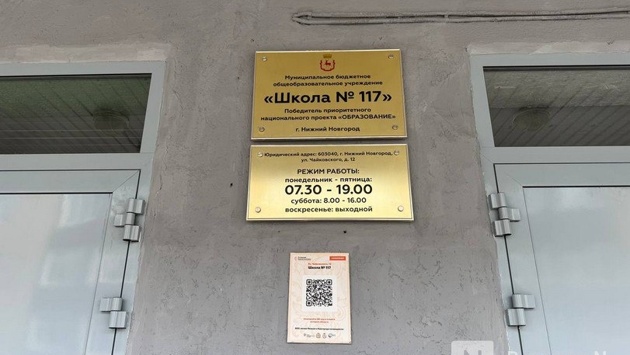 Муниципальное бюджетное
общеобразовательное учреждение
«Школа № 117»
Победитель приоритетного
национального проекта «ОБРАЗОВАНИЕ»
г. Нижний Новгород
Юридический адрес: 603040, г. Нижний Новгород,
ул. Чайковского, д. 12
РЕЖИМ РАБОТЫ:
понедельник - пятница:
07.30 - 19.00
суббота: 8.00 - 16.00
воскресенье: выходной
Школа № 117